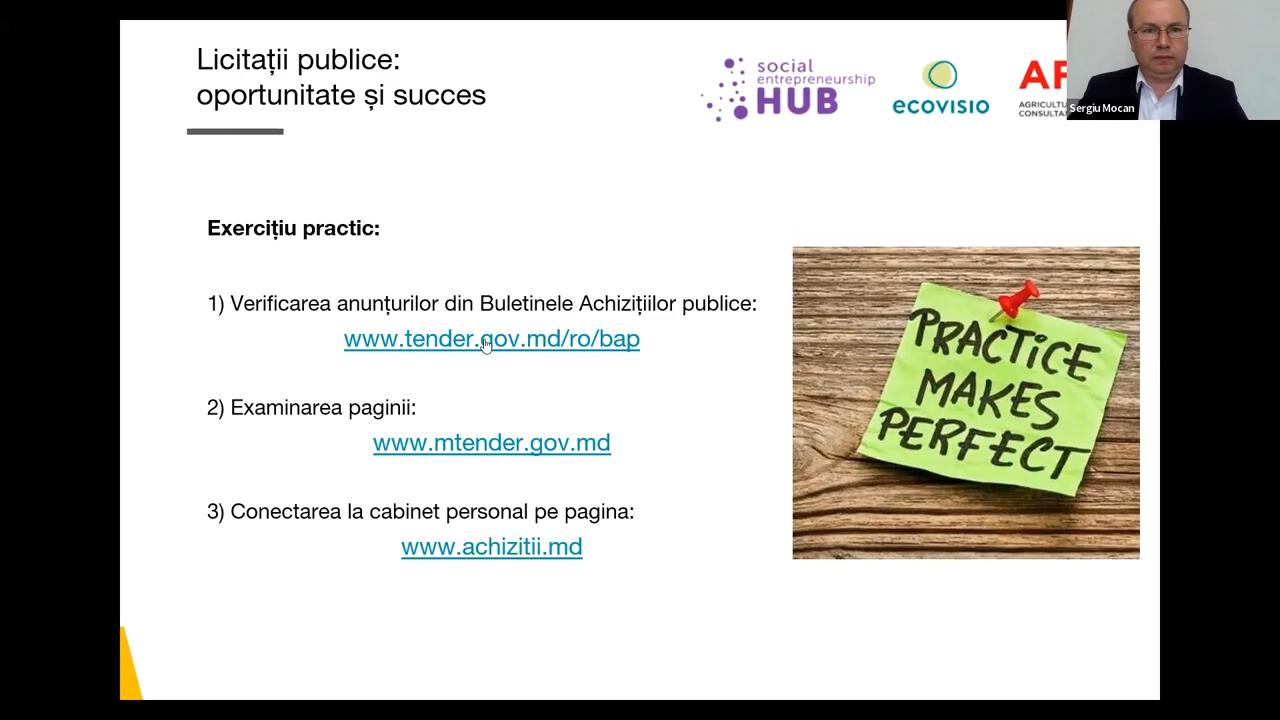 Licitații publice:
oportunitate și succes
social
entrepreneurship
HUB
ecovisio
Sergiu Mocan
Exercițiu practic:
1) Verificarea anunțurilor din Buletinele Achizițiilor publice:
www.tender.gov.md/ro/bap
2) Examinarea paginii:
www.mtender.gov.md
3) Conectarea la cabinet personal pe pagina:
www.achizitii.md
PRACTICE
MAKES
PERFECT